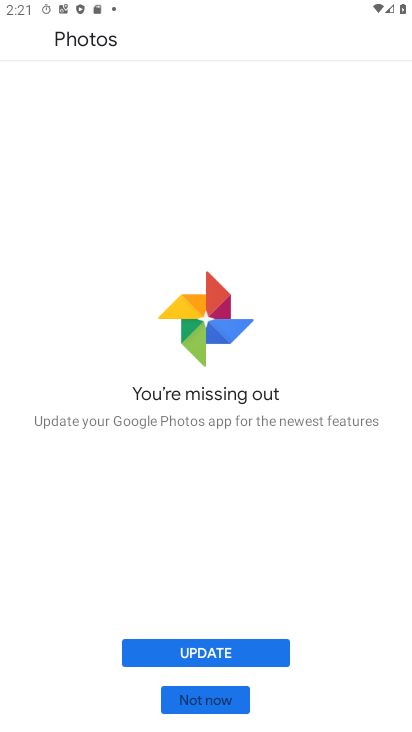 2:21
Photos
You're missing out
Update your Google Photos app for the newest features
UPDATE
Not now